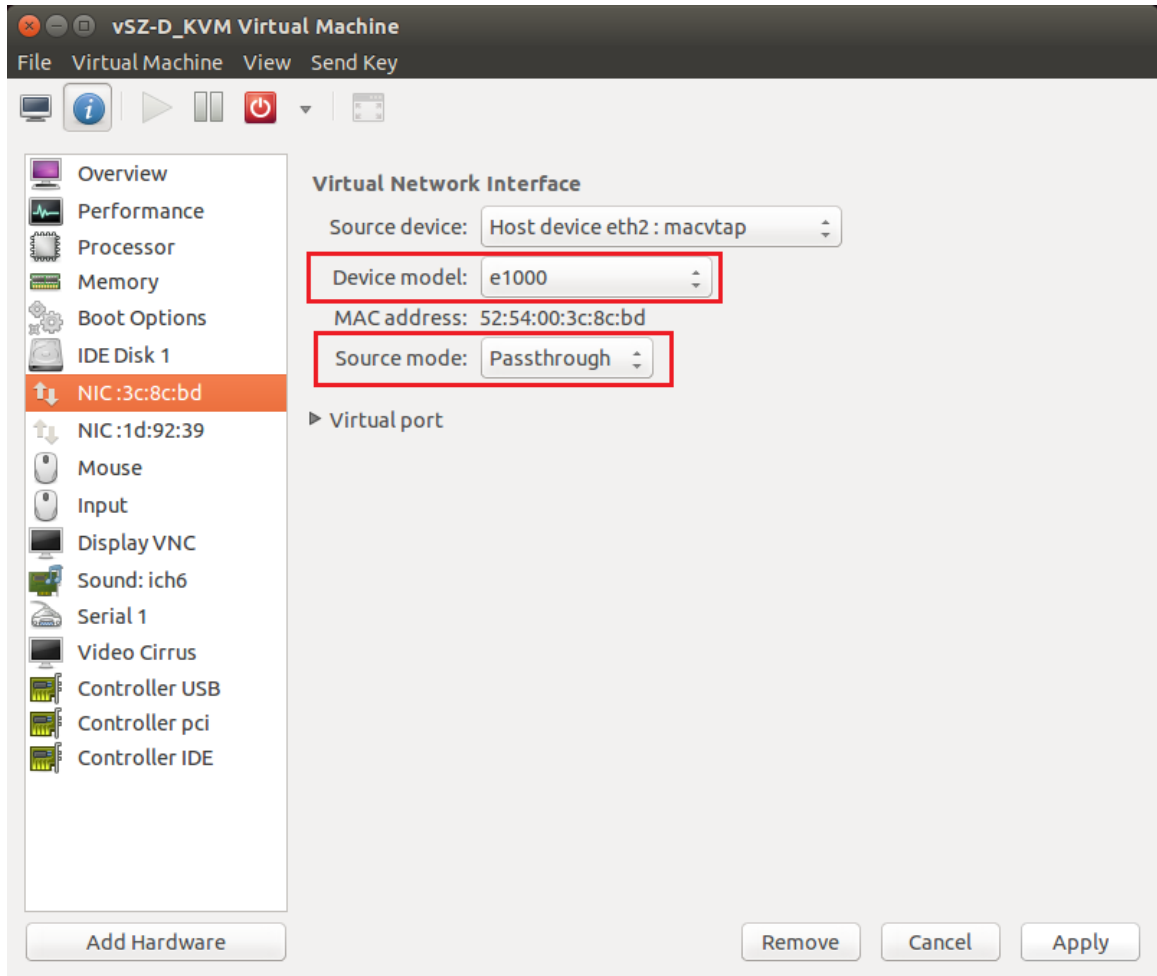 vSZ-D_KVM Virtual Machine
File Virtual Machine View Send Key
Overview
Performance
Processor
Memory
Boot Options
IDE Disk 1
NIC :3c:8c:bd
NIC :1d:92:39
Mouse
Input
Display VNC
Sound: ich6
Serial 1
Video Cirrus
Controller USB
Controller pci
Controller IDE
Add Hardware
Virtual Network Interface
Source device: Host device eth2 : macvtap
Device model: e1000
MAC address: 52:54:00:3c:8c:bd
Source mode: Passthrough
Virtual port
Remove Cancel Apply